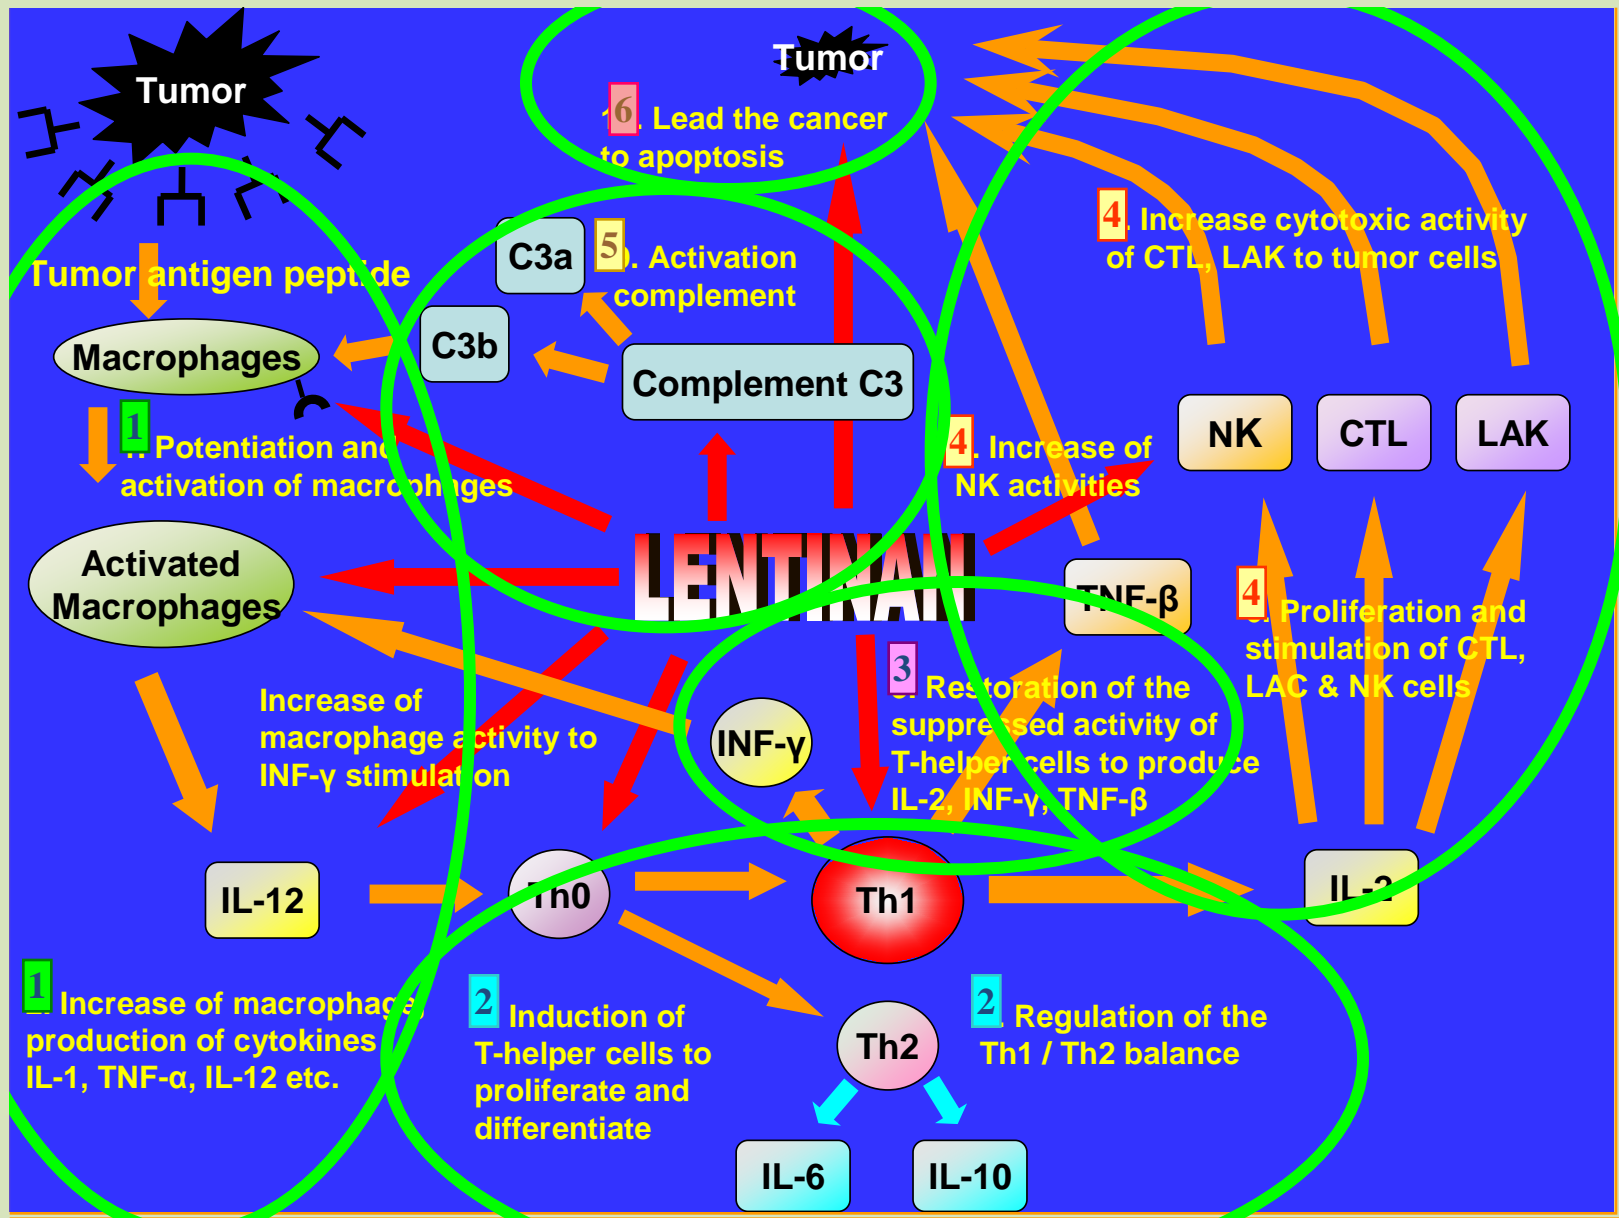 Tumor
Tumor
6. Lead the cancer
to apoptosis
4. Increase cytotoxic activity
of CTL, LAK to tumor cells
C3a
5. Activation
complement
Tumor antigen peptide
C3b
Macrophages
Complement C3
1. Potentiation and
activation of macrophages
4. Increase of
NK activities
NK
CTL
LAK
Activated
Macrophages
LENTINAN
TNF-β
4 Proliferation and
stimulation of CTL,
LAC & NK cells
3. Restoration of the
suppressed activity of
T-helper cells to produce
IL-2, INF-γ, TNF-β
Increase of
macrophage activity to
INF-γ stimulation
INF-γ
IL-12
Th0
Th1
IL-2
1. Increase of macrophage,
production of cytokines
IL-1, TNF-α, IL-12 etc.
2 Induction of
T-helper cells to
proliferate and
differentiate
Th2
2. Regulation of the
Th1 / Th2 balance
IL-6
IL-10